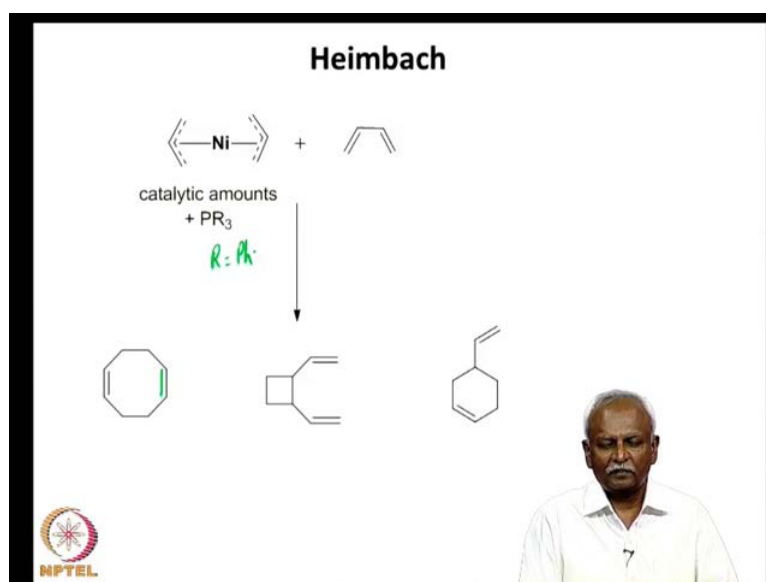 Heimbach
Ni
+
catalytic amounts
+ PR₃
R = Ph.
NPTEL